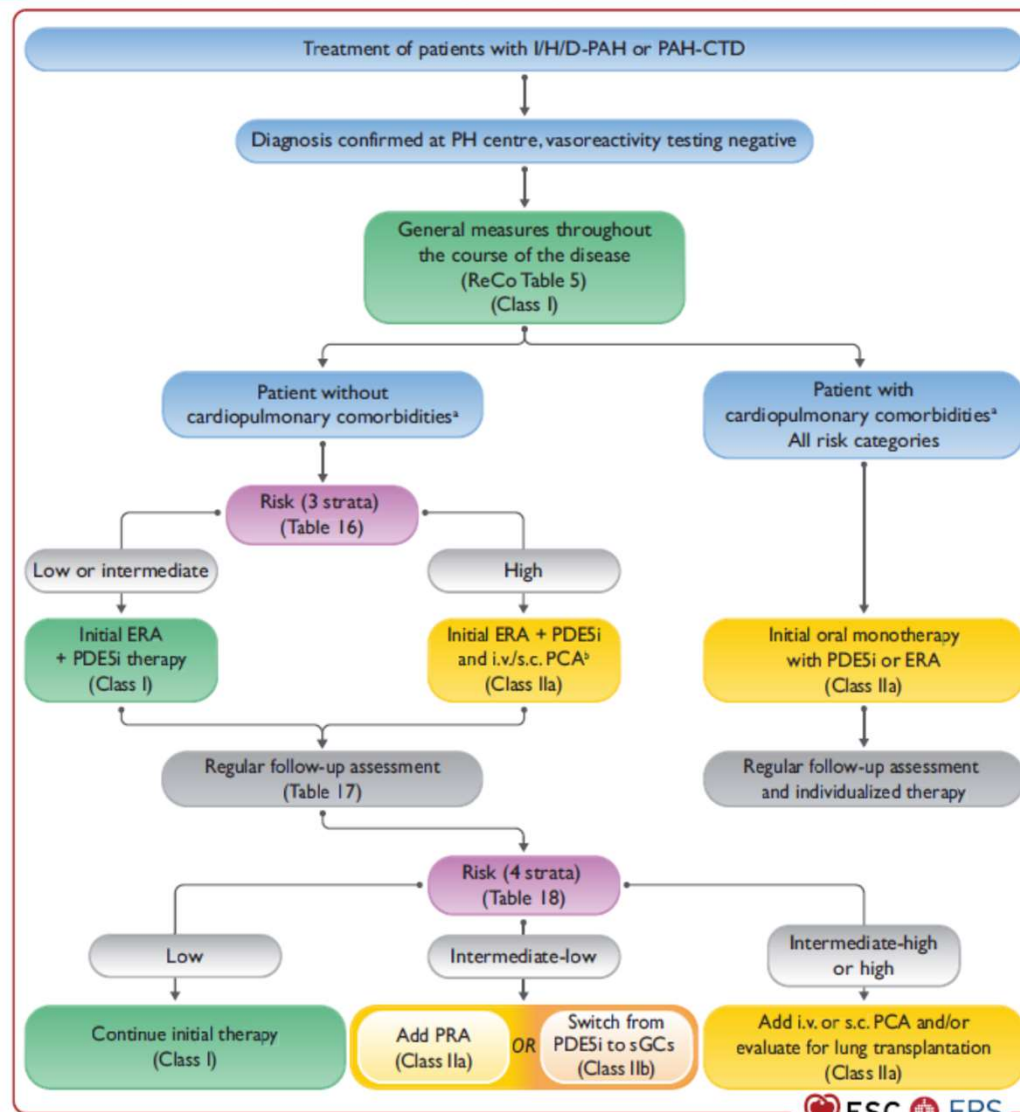 Treatment of patients with I/H/D-PAH or PAH-CTD
Diagnosis confirmed at PH centre, vasoreactivity testing negative
General measures throughout
the course of the disease
(ReCo Table 5)
(Class I)
Patient without
cardiopulmonary comorbiditiesᵃ
Patient with
cardiopulmonary comorbiditiesᵃ
All risk categories
Risk (3 strata)
(Table 16)
Low or intermediate
High
Initial ERA
+ PDE5i therapy
(Class I)
Initial ERA + PDE5i
and i.v./s.c. PCAᵇ
(Class IIa)
Initial oral monotherapy
with PDE5i or ERA
(Class IIa)
Regular follow-up assessment
(Table 17)
Regular follow-up assessment
and individualized therapy
Risk (4 strata)
(Table 18)
Low
Intermediate-low
Intermediate-high
or high
Continue initial therapy
(Class I)
Add PRA
(Class IIa)
OR
Switch from
PDE5i to sGCs
(Class IIb)
Add i.v. or s.c. PCA and/or
evaluate for lung transplantation
(Class IIa)
ESC ERS